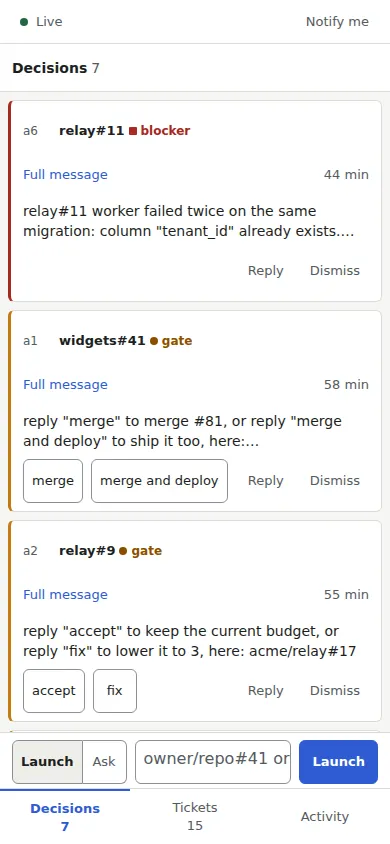 Live Notify me
Decisions 7
a6 relay#11 blocker
Full message 44 min
relay#11 worker failed twice on the same
migration: column "tenant_id" already exists....
Reply Dismiss
a1 widgets#41 gate
Full message 58 min
reply "merge" to merge #81, or reply "merge
and deploy" to ship it too, here:...
merge merge and deploy Reply Dismiss
a2 relay#9 gate
Full message 55 min
reply "accept" to keep the current budget, or
reply "fix" to lower it to 3, here: acme/relay#17
accept fix Reply Dismiss
Launch Ask owner/repo#41 or Launch
Decisions Tickets Activity
7 15